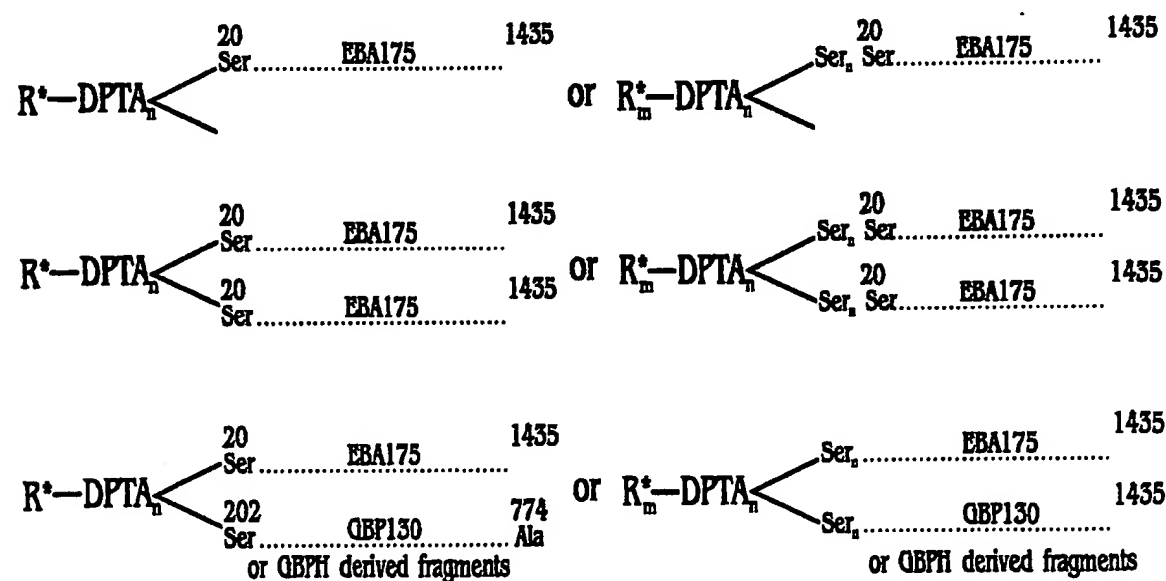 20 1435 20 1435
Ser EBA175 Serₙ Ser EBA175
R*—DPTAₙ or R*ₘ—DPTAₙ
20 1435 20 1435
Ser EBA175 Serₙ Ser EBA175
R*—DPTAₙ or R*ₘ—DPTAₙ
20 1435 20 1435
Ser EBA175 Serₙ Ser EBA175
20 1435 1435
Ser EBA175 Serₙ EBA175
R*—DPTAₙ or R*ₘ—DPTAₙ
202 774 1435
Ser GBP130 Ala Serₙ GBP130
or GBPH derived fragments or GBPH derived fragments